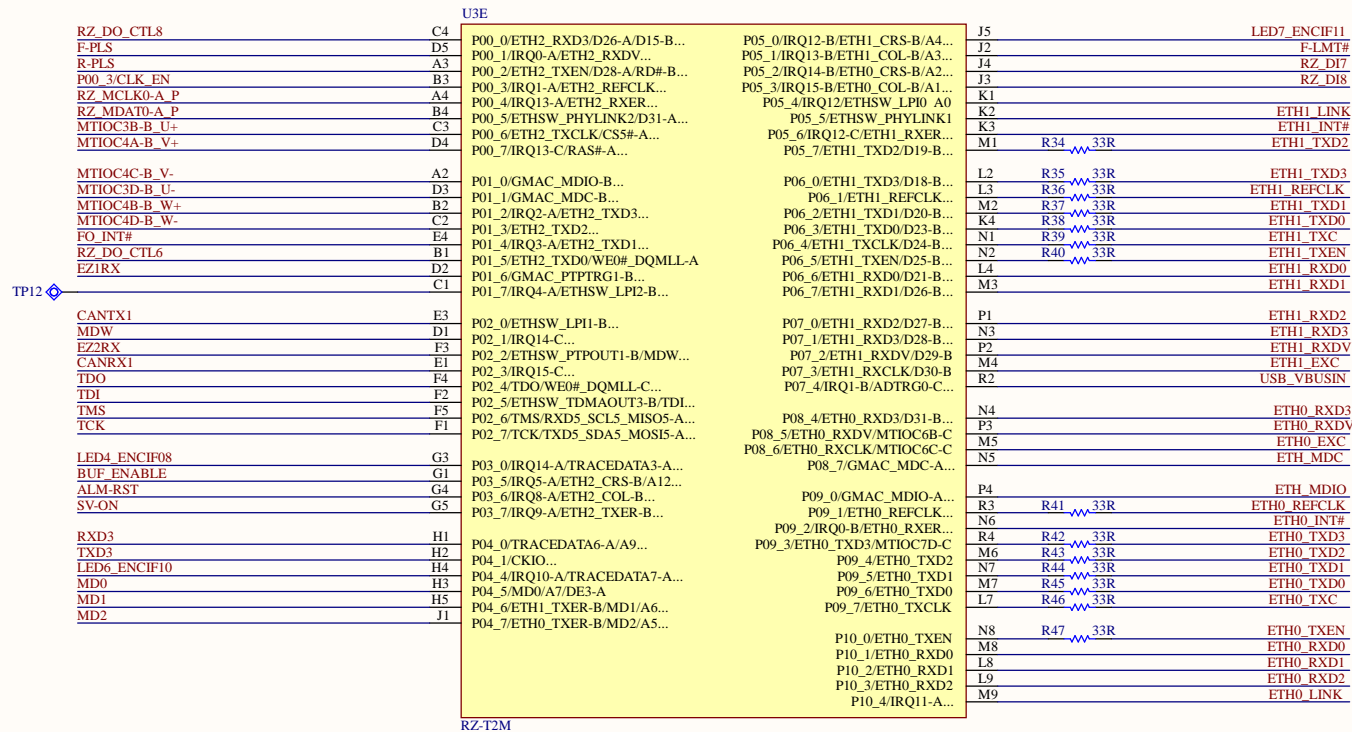 U3E
RZ_DO_CTL8 C4 P00_0/ETH2_RXD3/D26-A/D15-B... P05_0/IRQ12-B/ETH1_CRS-B/A4... J5 LED7_ENCIF11
F-PLS D5 P00_1/IRQ0-A/ETH2_RXDV... P05_1/IRQ13-B/ETH1_COL-B/A3... J2 F-LMT#
R-PLS A3 P00_2/ETH2_TXEN/D28-A/RD#-B... P05_2/IRQ14-B/ETH0_CRS-B/A2... J4 RZ_DI7
P00_3/CLK_EN B3 P00_3/IRQ1-A/ETH2_REFCLK... P05_3/IRQ15-B/ETH0_COL-B/A1... J3 RZ_DI8
RZ_MCLK0-A_P A4 P00_4/IRQ13-A/ETH2_RXER... P05_4/IRQ12/ETHSW_LPI0 A0 K1
RZ_MDAT0-A_P B4 P00_5/ETHSW_PHYLINK2/D31-A... P05_5/ETHSW_PHYLINK1 K2 ETH1_LINK
MTIOC3B-B_U+ C3 P00_6/ETH2_TXCLK/CS5#-A... P05_6/IRQ12-C/ETH1_RXER... K3 ETH1_INT#
MTIOC4A-B_V+ D4 P00_7/IRQ13-C/RAS#-A... P05_7/ETH1_TXD2/D19-B... M1 R34 33R ETH1_TXD2
MTIOC4C-B_V- A2 P01_0/GMAC_MDIO-B... P06_0/ETH1_TXD3/D18-B... L2 R35 33R ETH1_TXD3
MTIOC3D-B_U- D3 P01_1/GMAC_MDC-B... P06_1/ETH1_REFCLK... L3 R36 33R ETH1_REFCLK
MTIOC4B-B_W+ B2 P01_2/IRQ2-A/ETH2_TXD3... P06_2/ETH1_TXD1/D20-B... M2 R37 33R ETH1_TXD1
MTIOC4D-B_W- C2 P01_3/ETH2_TXD2... P06_3/ETH1_TXD0/D23-B... K4 R38 33R ETH1_TXD0
FO_INT# E4 P01_4/IRQ3-A/ETH2_TXD1... P06_4/ETH1_TXCLK/D24-B... N1 R39 33R ETH1_TXC
RZ_DO_CTL6 B1 P01_5/ETH2_TXD0/WE0#_DQMLL-A P06_5/ETH1_TXEN/D25-B... N2 R40 33R ETH1_TXEN
EZ1RX D2 P01_6/GMAC_PTPTRG1-B... P06_6/ETH1_RXD0/D21-B... L4 ETH1_RXD0
TP12 C1 P01_7/IRQ4-A/ETHSW_LPI2-B... P06_7/ETH1_RXD1/D26-B... M3 ETH1_RXD1
CANTX1 E3 P02_0/ETHSW_LPI1-B... P07_0/ETH1_RXD2/D27-B... P1 ETH1_RXD2
MDW D1 P02_1/IRQ14-C... P07_1/ETH1_RXD3/D28-B... N3 ETH1_RXD3
EZ2RX F3 P02_2/ETHSW_PTPOUT1-B/MDW... P07_2/ETH1_RXDV/D29-B P2 ETH1_RXDV
CANRX1 E1 P02_3/IRQ15-C... P07_3/ETH1_RXCLK/D30-B M4 ETH1_EXC
TDO F4 P02_4/TDO/WE0#_DQMLL-C... P07_4/IRQ1-B/ADTRG0-C... R2 USB_VBUSIN
TDI F2 P02_5/ETHSW_TDMAOUT3-B/TDI...
TMS F5 P02_6/TMS/RXD5_SCL5_MISO5-A... P08_4/ETH0_RXD3/D31-B... N4 ETH0_RXD3
TCK F1 P02_7/TCK/TXD5_SDA5_MOSI5-A... P08_5/ETH0_RXDV/MTIOC6B-C P3 ETH0_RXDV
P08_6/ETH0_RXCLK/MTIOC6C-C M5 ETH0_EXC
LED4_ENCIF08 G3 P03_0/IRQ14-A/TRACEDATA3-A... P08_7/GMAC_MDC-A... N5 ETH_MDC
BUF_ENABLE G1 P03_5/IRQ5-A/ETH2_CRS-B/A12...
ALM-RST G4 P03_6/IRQ8-A/ETH2_COL-B... P09_0/GMAC_MDIO-A... P4 ETH_MDIO
SV-ON G5 P03_7/IRQ9-A/ETH2_TXER-B... P09_1/ETH0_REFCLK... R3 R41 33R ETH0_REFCLK
P09_2/IRQ0-B/ETH0_RXER... N6 ETH0_INT#
RXD3 H1 P04_0/TRACEDATA6-A/A9... P09_3/ETH0_TXD3/MTIOC7D-C R4 R42 33R ETH0_TXD3
TXD3 H2 P04_1/CKIO... P09_4/ETH0_TXD2 M6 R43 33R ETH0_TXD2
LED6_ENCIF10 H4 P04_4/IRQ10-A/TRACEDATA7-A... P09_5/ETH0_TXD1 N7 R44 33R ETH0_TXD1
MD0 H3 P04_5/MD0/A7/DE3-A P09_6/ETH0_TXD0 M7 R45 33R ETH0_TXD0
MD1 H5 P04_6/ETH1_TXER-B/MD1/A6... P09_7/ETH0_TXCLK L7 R46 33R ETH0_TXC
MD2 J1 P04_7/ETH0_TXER-B/MD2/A5...
P10_0/ETH0_TXEN N8 R47 33R ETH0_TXEN
P10_1/ETH0_RXD0 M8 ETH0_RXD0
P10_2/ETH0_RXD1 L8 ETH0_RXD1
P10_3/ETH0_RXD2 L9 ETH0_RXD2
P10_4/IRQ11-A... M9 ETH0_LINK
RZ-T2M